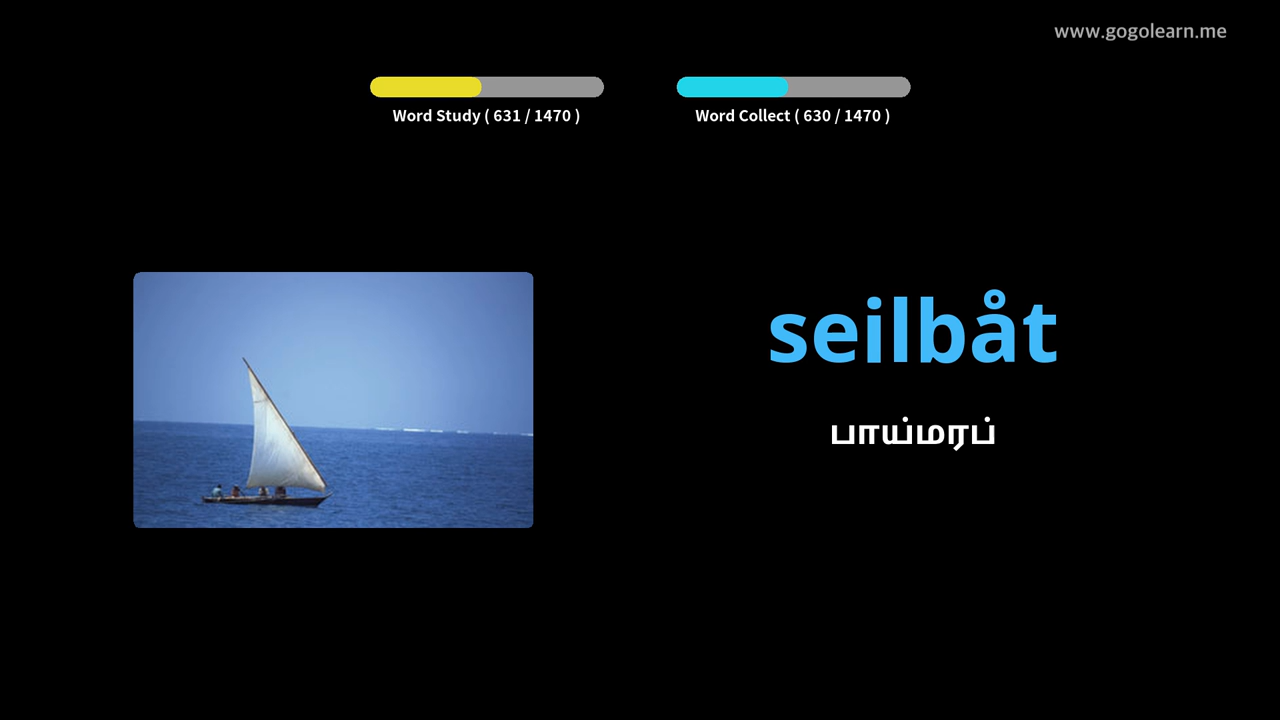 www.gogolearn.me
Word Study ( 631 / 1470 )
Word Collect ( 630 / 1470 )
seilbåt
பாய்மரப்